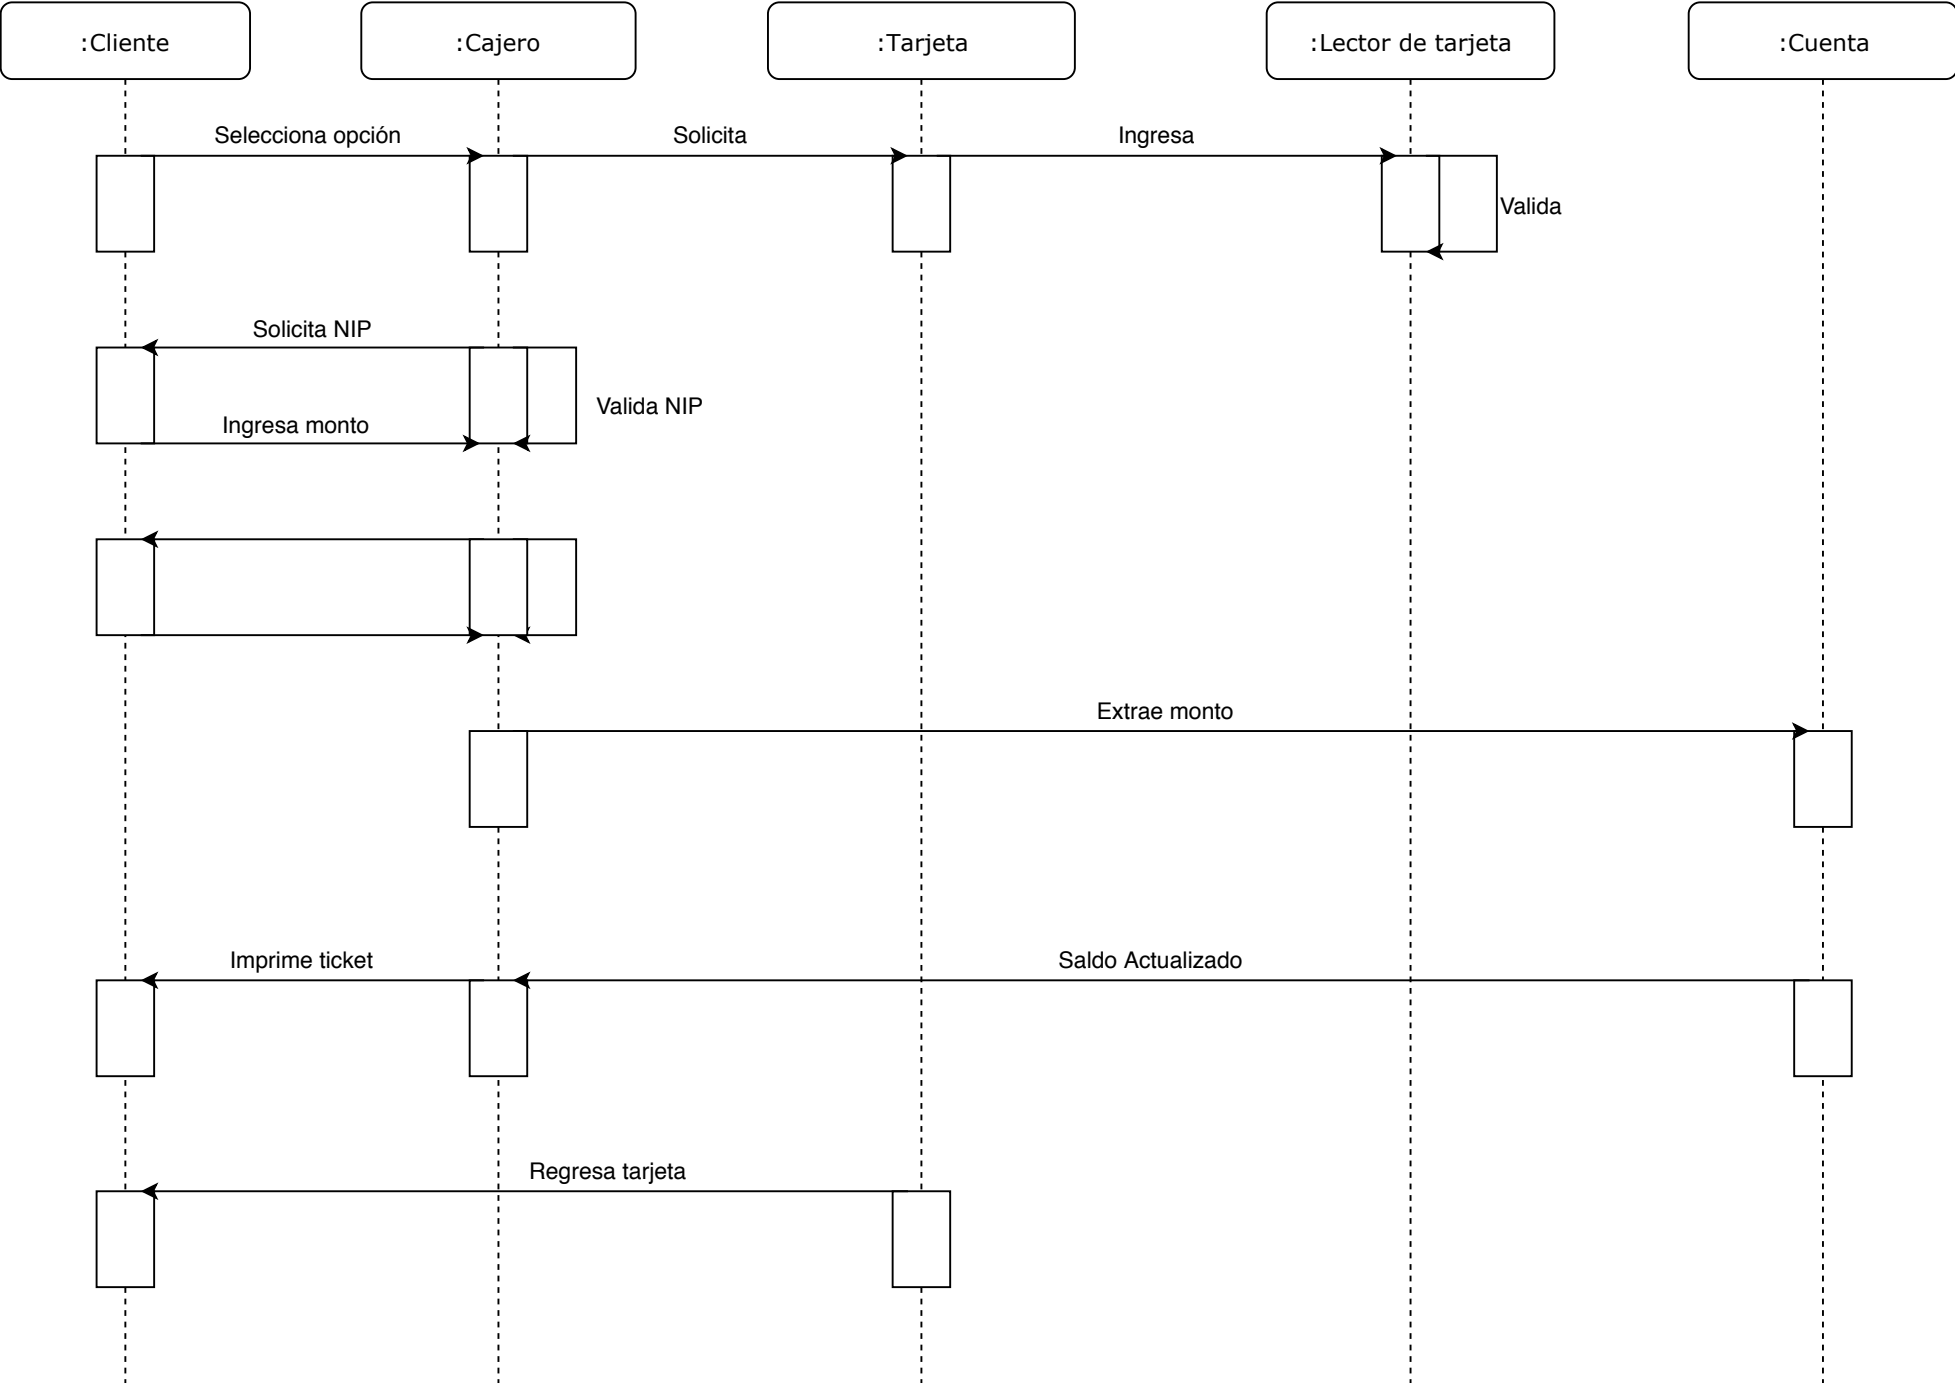 :Cliente
:Cajero
:Tarjeta
:Lector de tarjeta
:Cuenta
Selecciona opción
Solicita
Ingresa
Valida
Solicita NIP
Valida NIP
Ingresa monto
Extrae monto
Imprime ticket
Saldo Actualizado
Regresa tarjeta